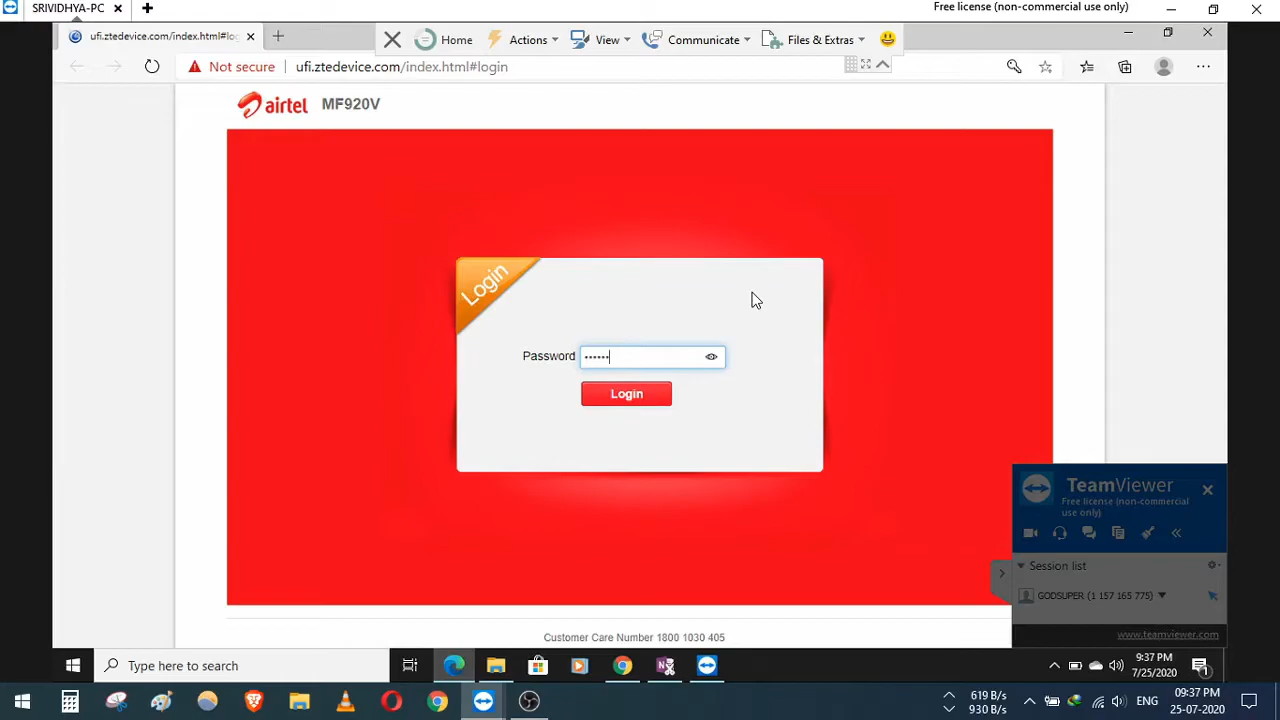 SRIVIDHYA-PC
Free license (non-commercial use only)
ufi.ztedevice.com/index.html#lo
Home
Actions
View
Communicate
Files & Extras
Not secure
ufi.ztedevice.com/index.html#login
airtel MF920V
Login
Password ••••••
Login
TeamViewer
Free license (non-commercial
use only)
Session list
GODSUPER (1 157 165 775)
www.teamviewer.com
Customer Care Number 1800 1030 405
Type here to search
9:37 PM
7/25/2020
1
619 B/s
930 B/s
ENG
09:37 PM
25-07-2020